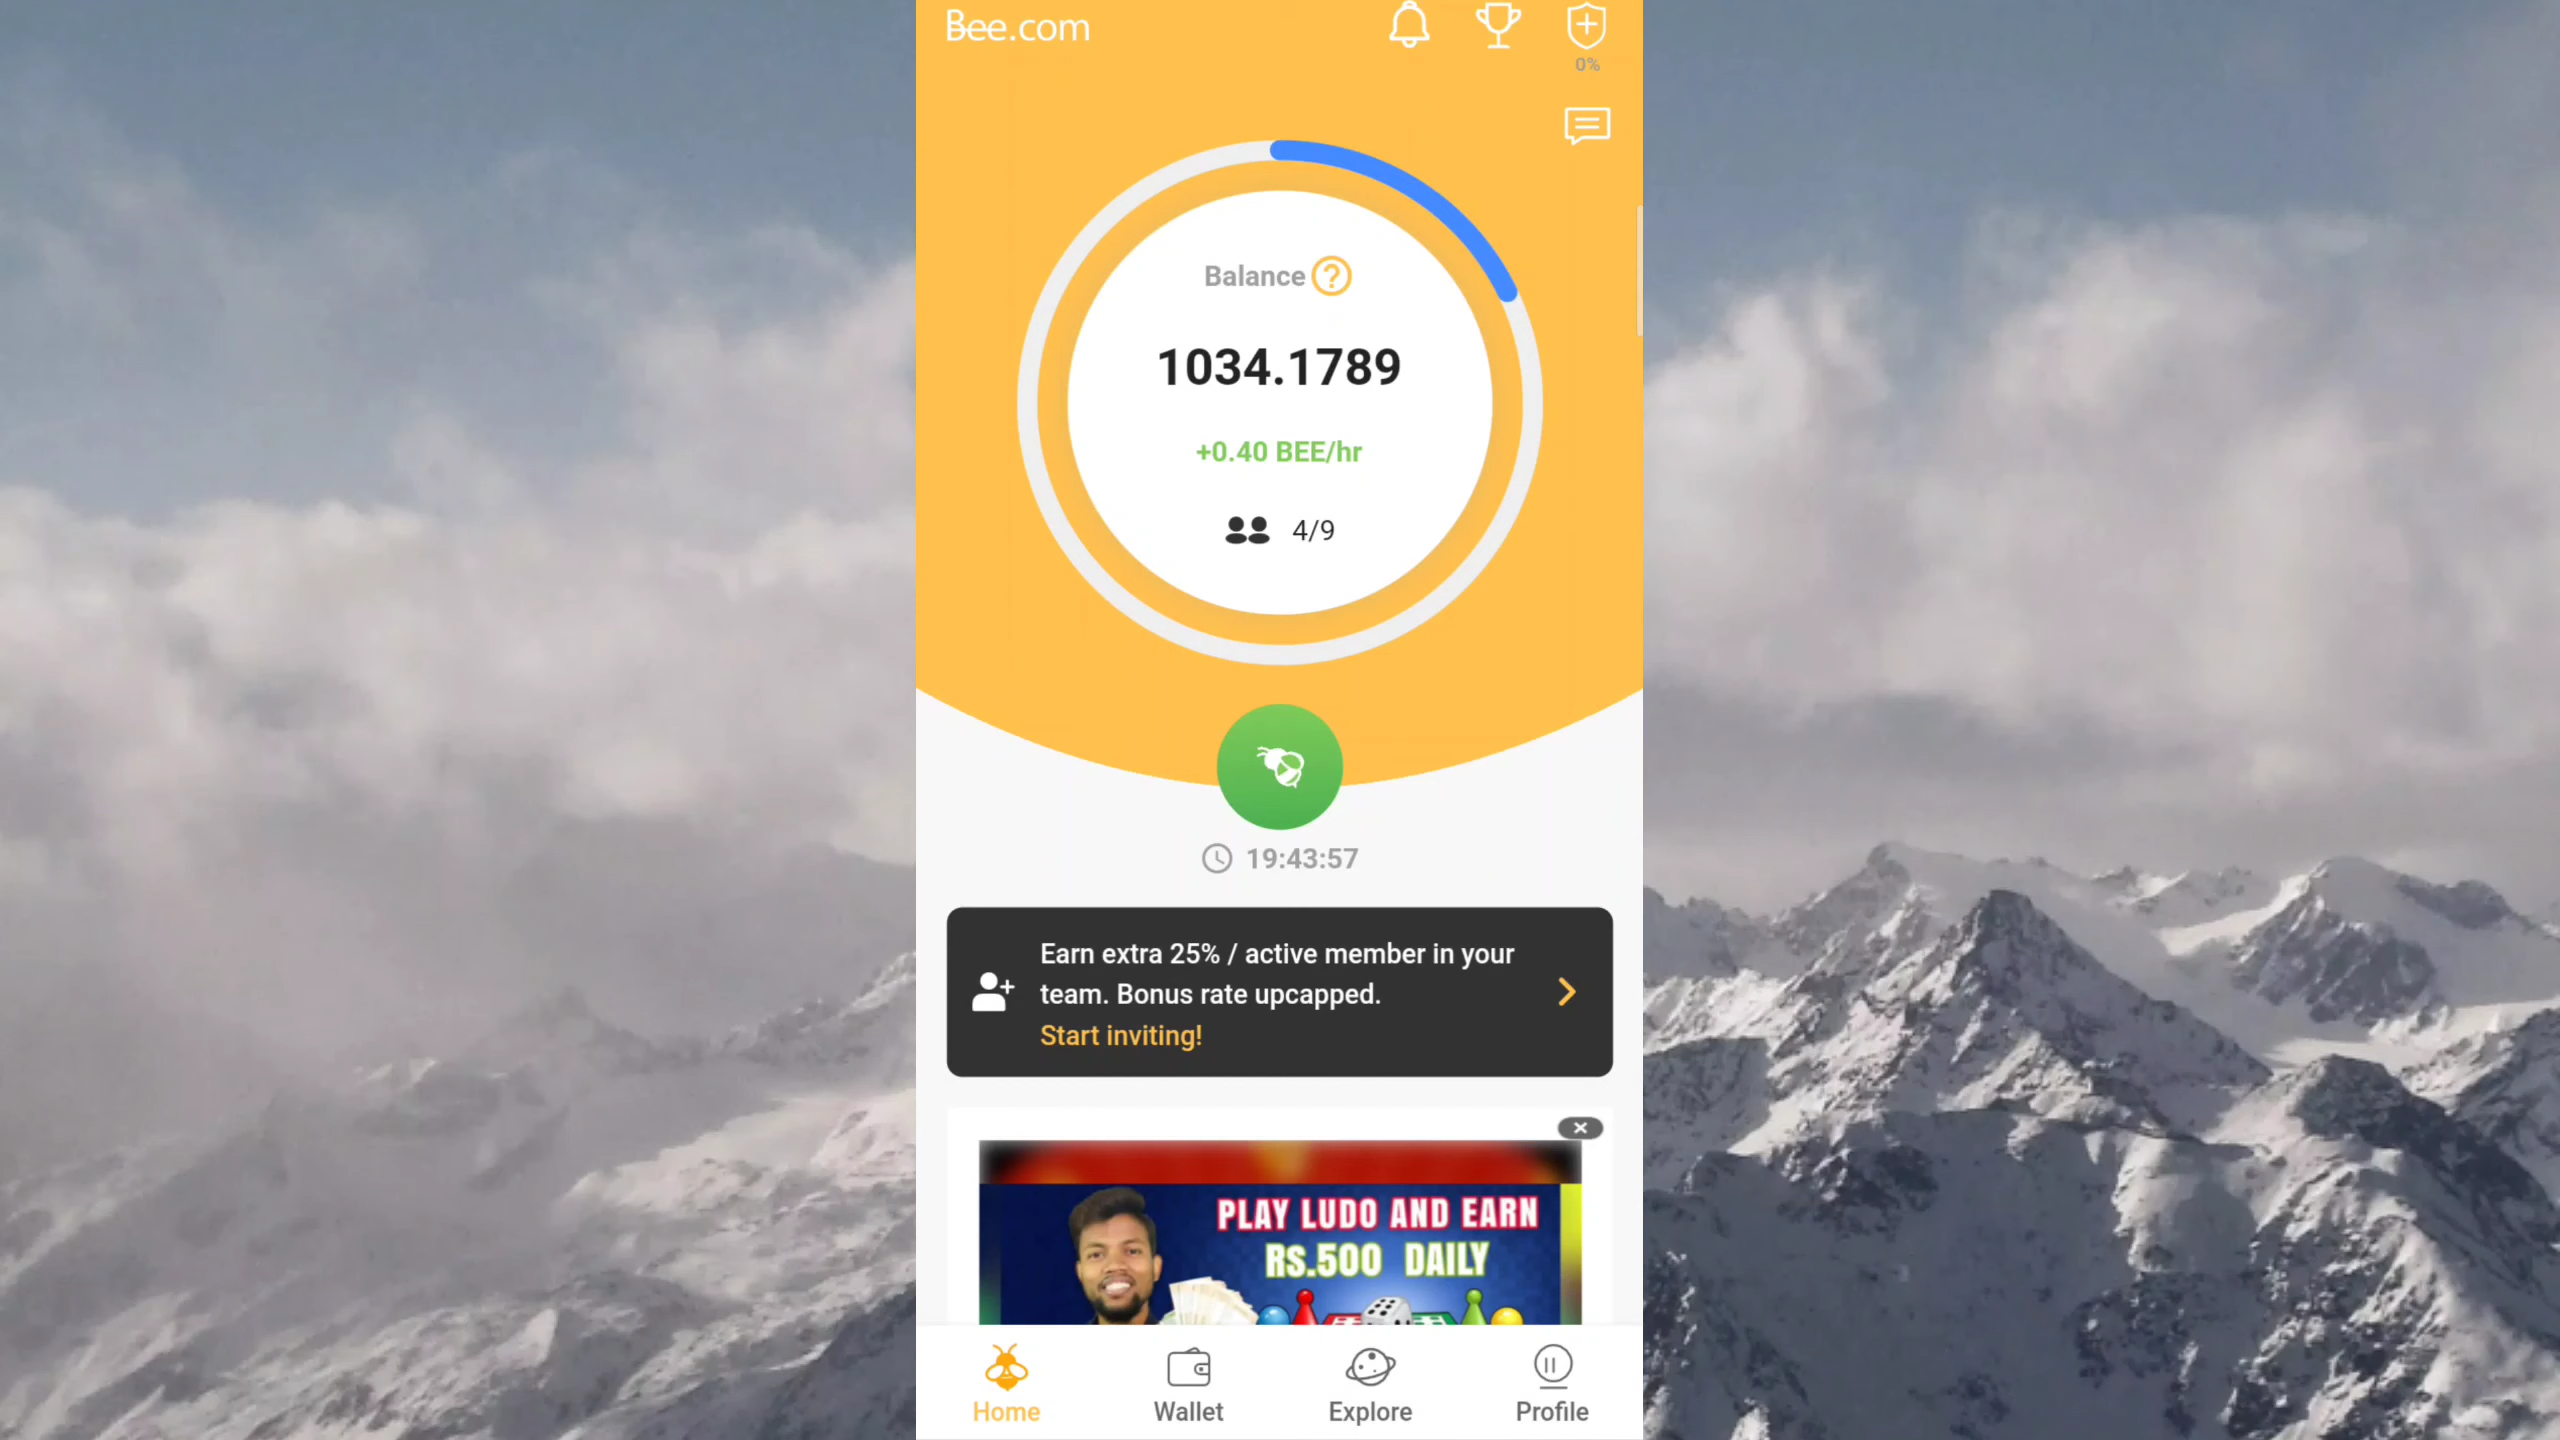 Bee.com
0%
Balance ?
1034.1789
+0.40 BEE/hr
4/9
19:43:57
Earn extra 25% / active member in your
team. Bonus rate upcapped.
Start inviting!
PLAY LUDO AND EARN
RS.500 DAILY
Home Wallet Explore Profile